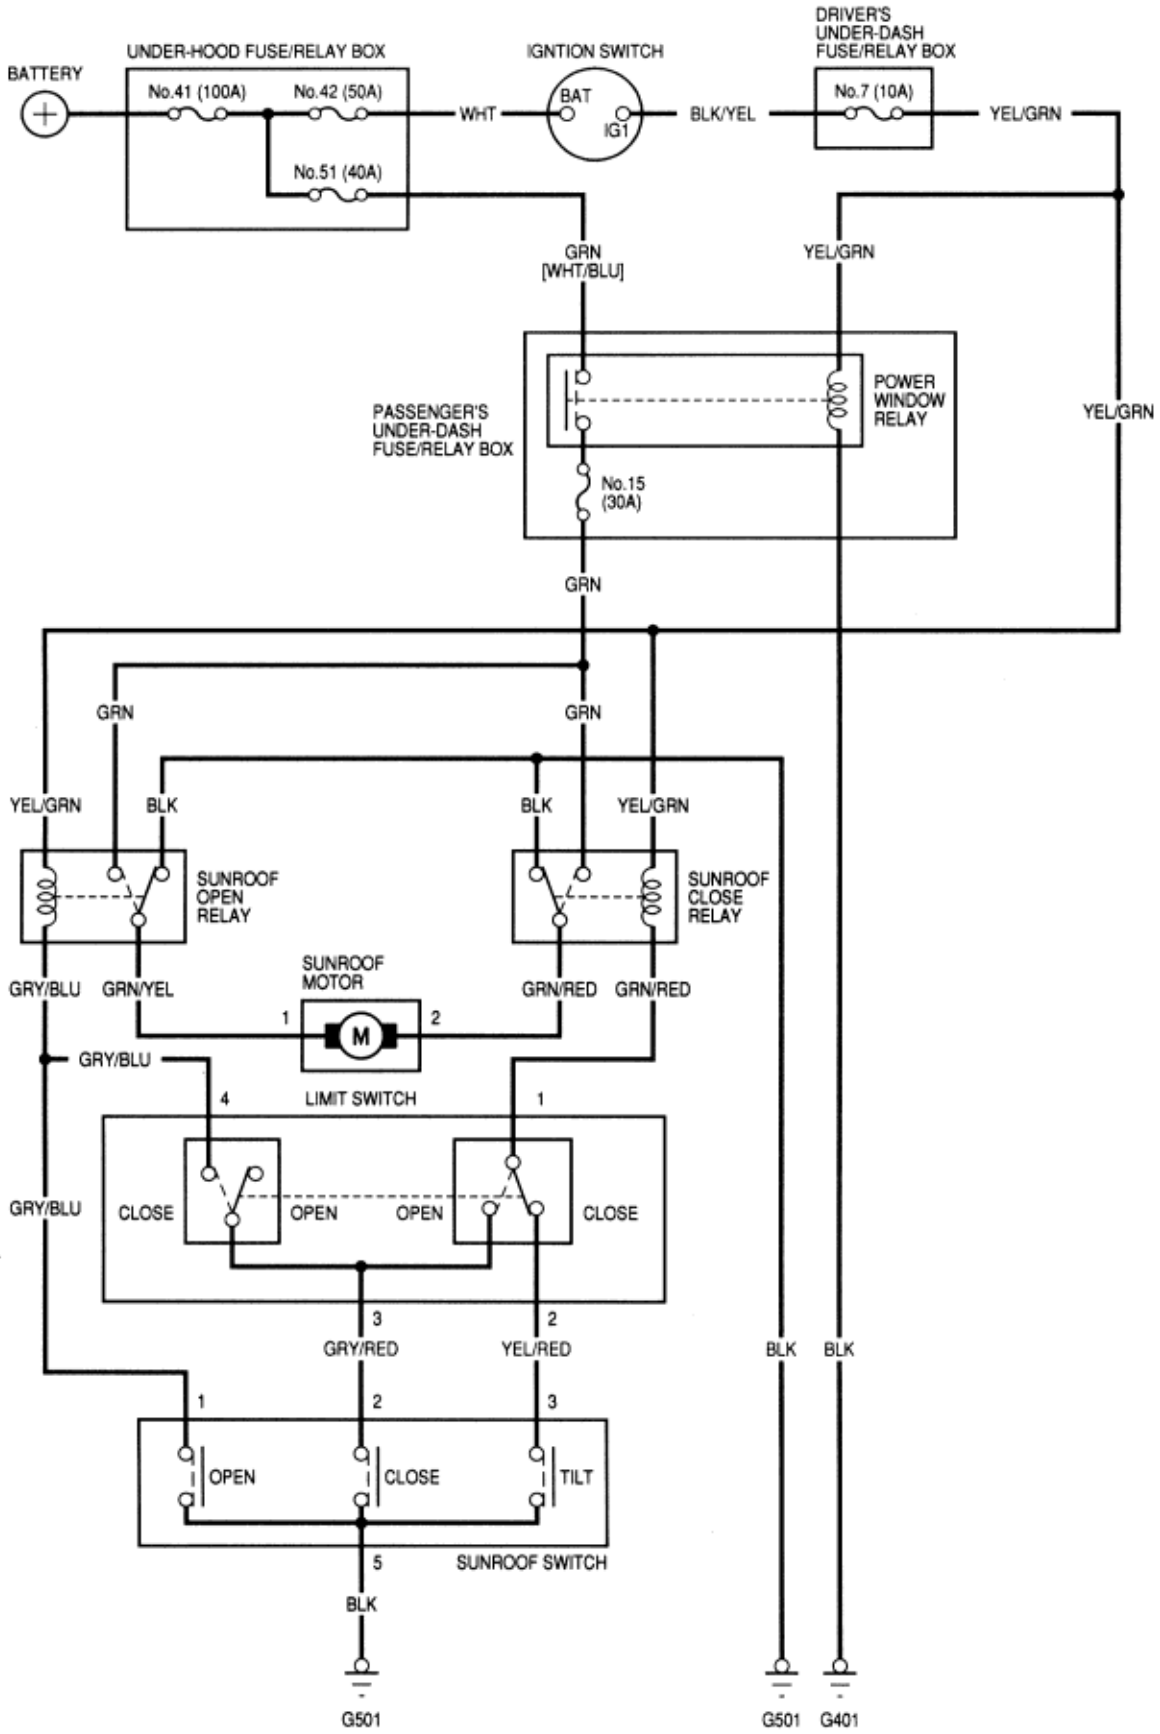 DRIVER'S
UNDER-DASH
FUSE/RELAY BOX
UNDER-HOOD FUSE/RELAY BOX
IGNTION SWITCH
BATTERY
No.41 (100A)
No.42 (50A)
WHT
BAT
IG1
BLK/YEL
No.7 (10A)
YEL/GRN
No.51 (40A)
GRN
[WHT/BLU]
YEL/GRN
POWER
WINDOW
RELAY
YEL/GRN
PASSENGER'S
UNDER-DASH
FUSE/RELAY BOX
No.15
(30A)
GRN
GRN
GRN
YEL/GRN
BLK
BLK
YEL/GRN
SUNROOF
OPEN
RELAY
SUNROOF
CLOSE
RELAY
GRY/BLU
GRN/YEL
SUNROOF
MOTOR
GRN/RED
GRN/RED
1
M
2
GRY/BLU
4
LIMIT SWITCH
1
GRY/BLU
CLOSE
OPEN
OPEN
CLOSE
3
2
GRY/RED
YEL/RED
BLK
BLK
1
2
3
OPEN
CLOSE
TILT
5
SUNROOF SWITCH
BLK
G501
G501
G401